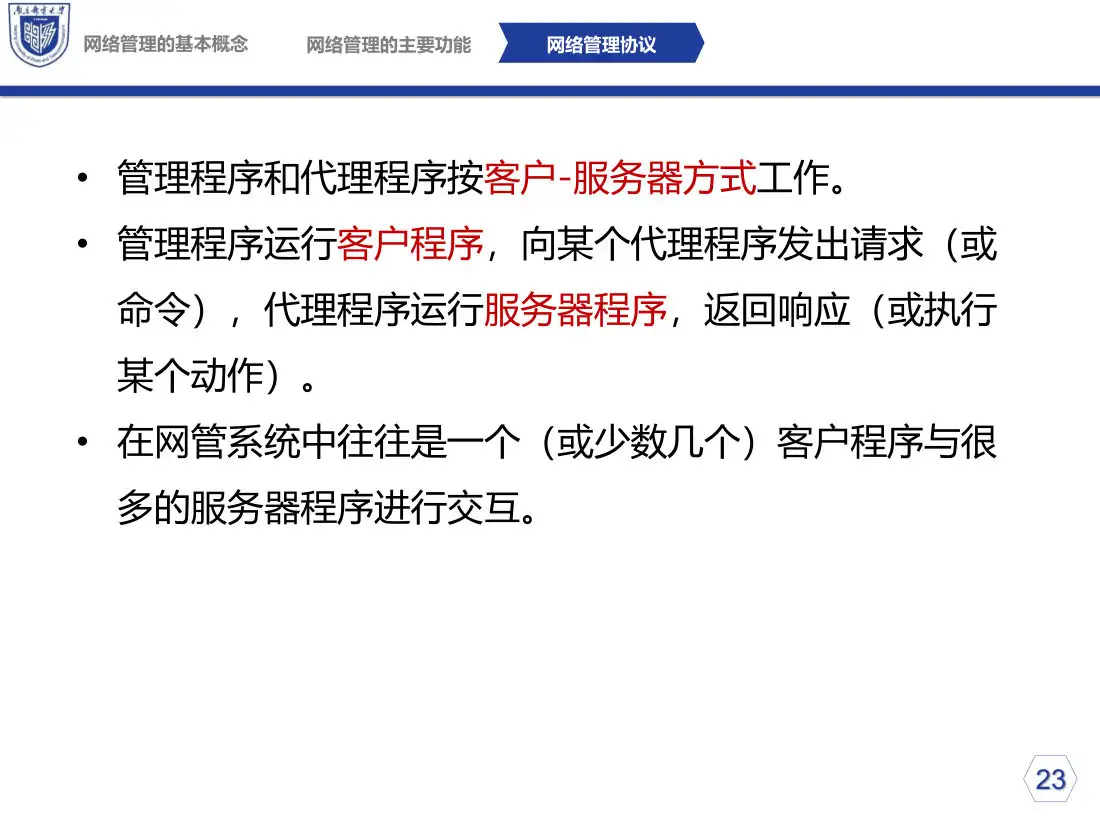 南京邮电大学
网络管理的基本概念
网络管理的主要功能
网络管理协议
• 管理程序和代理程序按客户-服务器方式工作。
• 管理程序运行客户程序，向某个代理程序发出请求（或
命令），代理程序运行服务器程序，返回响应（或执行
某个动作）。
• 在网管系统中往往是一个（或少数几个）客户程序与很
多的服务器程序进行交互。
23